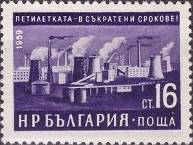 ПЕТИЛЕТКАТА - В СЪКРАТЕНИ СРОКОВЕ!
1959
СТ. 16
НР БЪЛГАРИЯ·ПОЩА